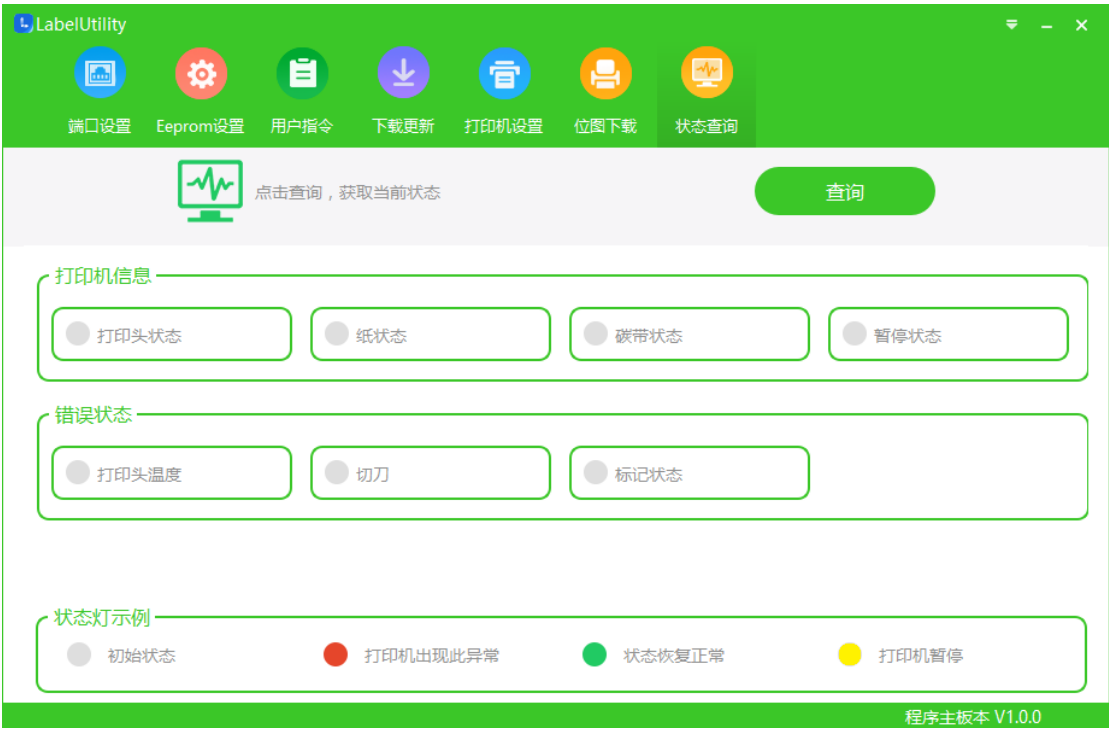 LabelUtility
端口设置 Eeprom设置 用户指令 下载更新 打印机设置 位图下载 状态查询
点击查询，获取当前状态 查询
打印机信息
打印头状态 纸状态 碳带状态 暂停状态
错误状态
打印头温度 切刀 标记状态
状态灯示例
初始状态 打印机出现此异常 状态恢复正常 打印机暂停
程序主板本 V1.0.0